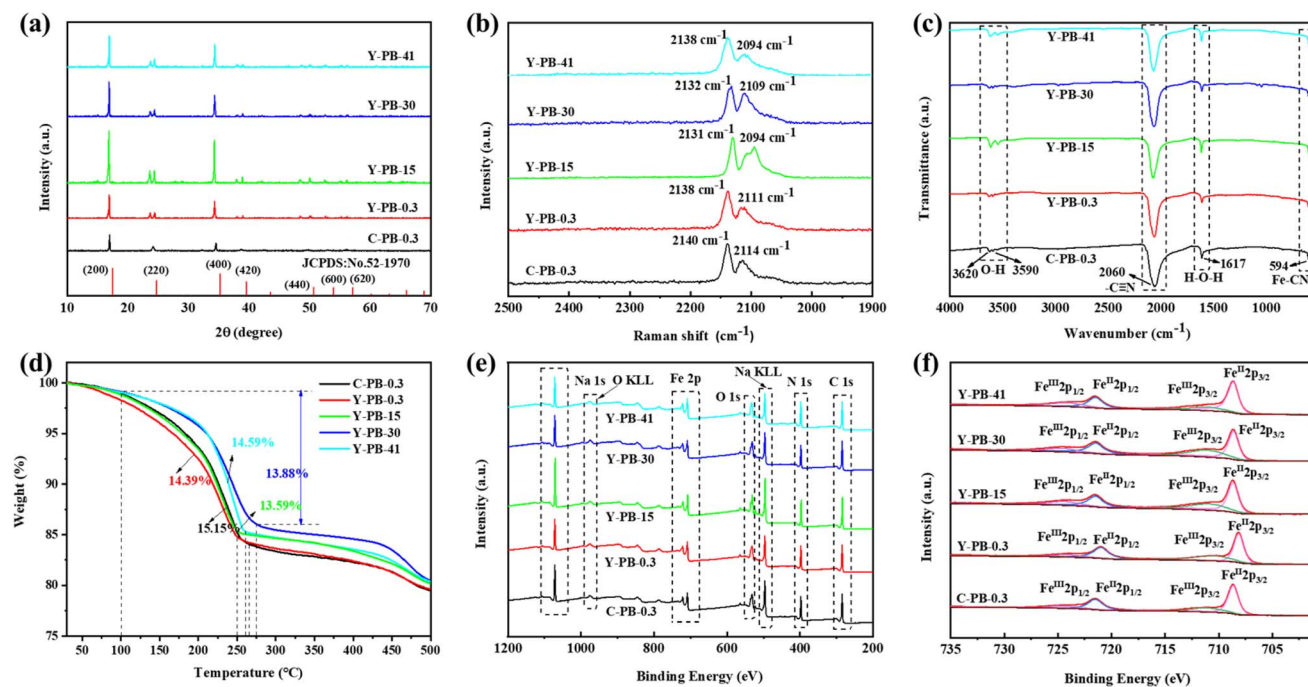 (a)
Y-PB-41
Y-PB-30
Y-PB-15
Y-PB-0.3
C-PB-0.3
JCPDS:No.52-1970
(200)
(220)
(400)
(420)
(440)
(600)
(620)
10 20 30 40 50 60 70
2θ (degree)
Intensity (a.u.)
(b)
2138 cm⁻¹
2094 cm⁻¹
Y-PB-41
2132 cm⁻¹
2109 cm⁻¹
Y-PB-30
2131 cm⁻¹
2094 cm⁻¹
Y-PB-15
2138 cm⁻¹
2111 cm⁻¹
Y-PB-0.3
2140 cm⁻¹
2114 cm⁻¹
C-PB-0.3
2500 2400 2300 2200 2100 2000 1900
Raman shift (cm⁻¹)
Intensity (a.u.)
(c)
Y-PB-41
Y-PB-30
Y-PB-15
Y-PB-0.3
C-PB-0.3
3620
O-H
3590
2060
-C≡N
H-O-H
1617
594
Fe-CN
4000 3000 2000 1000
Wavenumber (cm⁻¹)
Transmittance (a.u.)
(d)
C-PB-0.3
Y-PB-0.3
Y-PB-15
Y-PB-30
Y-PB-41
14.59%
13.88%
14.39%
13.59%
15.15%
100
95
90
85
80
75
50 100 150 200 250 300 350 400 450 500
Temperature (°C)
Weight (%)
(e)
Na 1s
O KLL
Fe 2p
Na KLL
O 1s
N 1s
C 1s
Y-PB-41
Y-PB-30
Y-PB-15
Y-PB-0.3
C-PB-0.3
1200 1000 800 600 400 200
Binding Energy (eV)
Intensity (a.u.)
(f)
Y-PB-41
Feᴵᴵᴵ2p₁/₂
Feᴵᴵ2p₁/₂
Feᴵᴵᴵ2p₃/₂
Feᴵᴵ2p₃/₂
Y-PB-30
Feᴵᴵᴵ2p₁/₂
Feᴵᴵ2p₁/₂
Feᴵᴵᴵ2p₃/₂
Feᴵᴵ2p₃/₂
Y-PB-15
Feᴵᴵᴵ2p₁/₂
Feᴵᴵ2p₁/₂
Feᴵᴵᴵ2p₃/₂
Feᴵᴵ2p₃/₂
Y-PB-0.3
Feᴵᴵᴵ2p₁/₂
Feᴵᴵ2p₁/₂
Feᴵᴵᴵ2p₃/₂
Feᴵᴵ2p₃/₂
C-PB-0.3
Feᴵᴵᴵ2p₁/₂
Feᴵᴵ2p₁/₂
Feᴵᴵᴵ2p₃/₂
Feᴵᴵ2p₃/₂
735 730 725 720 715 710 705
Binding Energy (eV)
Intensity (a.u.)